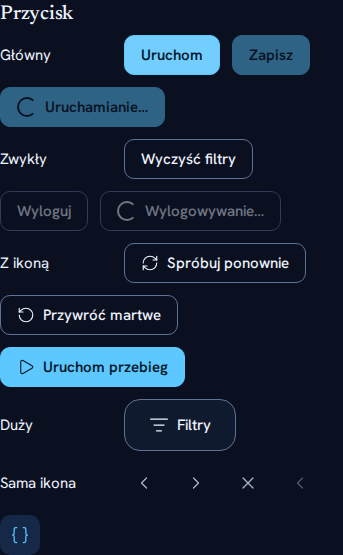 Przycisk
Główny Uruchom Zapisz
Uruchamianie…
Zwykły Wyczyść filtry
Wyloguj Wylogowywanie…
Z ikoną Spróbuj ponownie
Przywróć martwe
Uruchom przebieg
Duży Filtry
Sama ikona
{ }